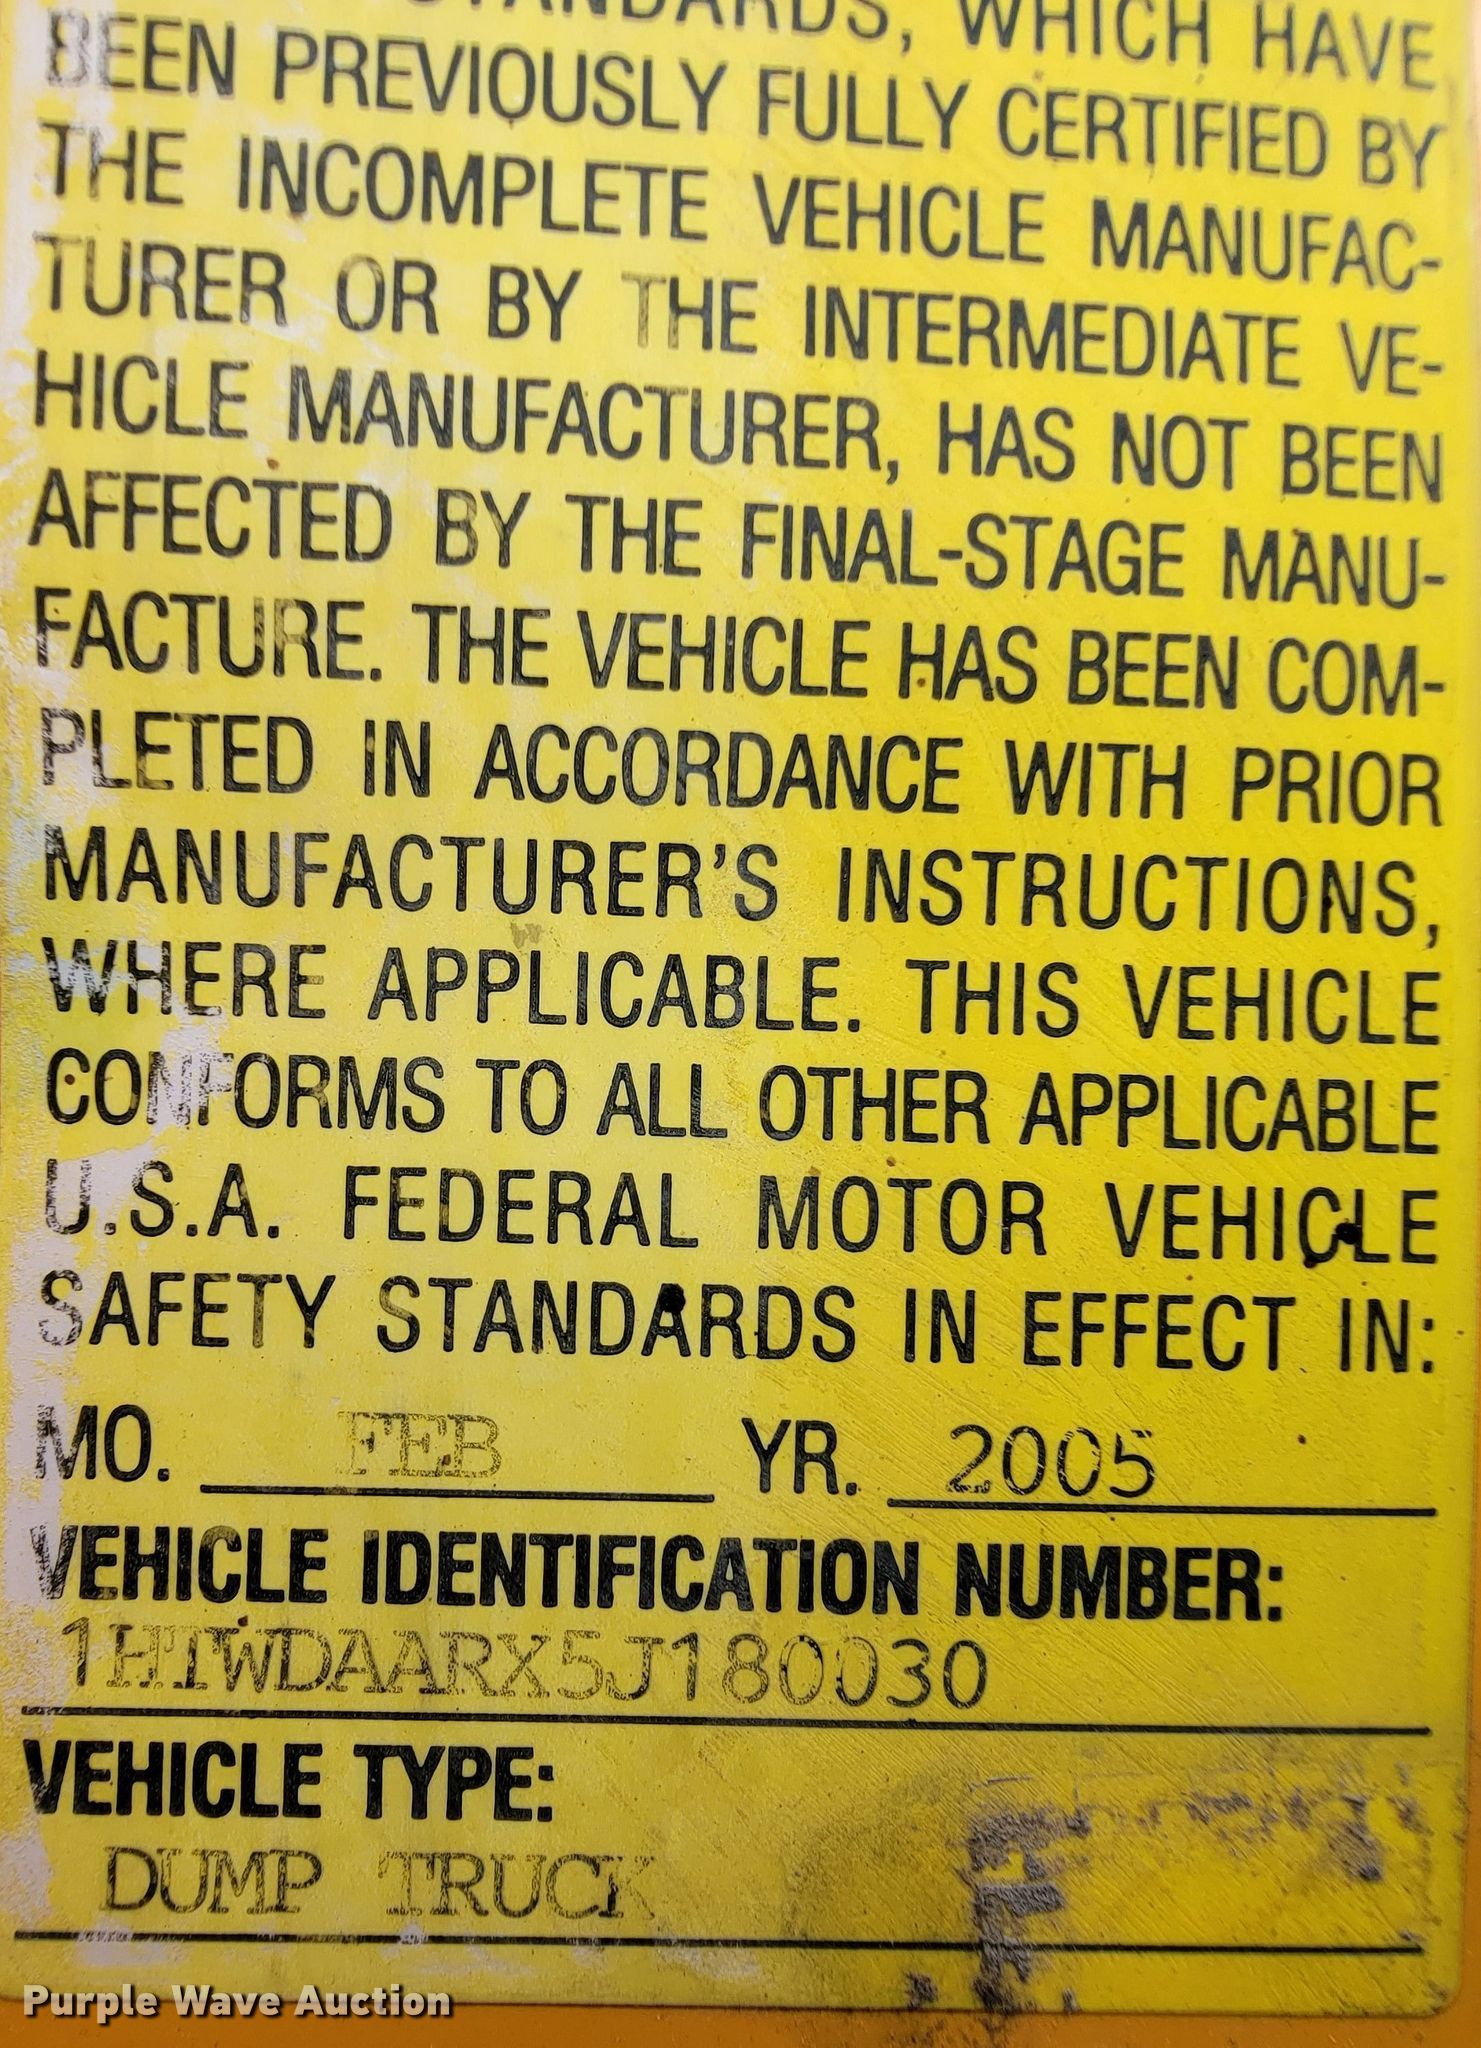 STANDARDS, WHICH HAVE
BEEN PREVIOUSLY FULLY CERTIFIED BY
THE INCOMPLETE VEHICLE MANUFAC-
TURER OR BY THE INTERMEDIATE VE-
HICLE MANUFACTURER, HAS NOT BEEN
AFFECTED BY THE FINAL-STAGE MANU-
FACTURE. THE VEHICLE HAS BEEN COM-
PLETED IN ACCORDANCE WITH PRIOR
MANUFACTURER'S INSTRUCTIONS,
WHERE APPLICABLE. THIS VEHICLE
CONFORMS TO ALL OTHER APPLICABLE
U.S.A. FEDERAL MOTOR VEHICLE
SAFETY STANDARDS IN EFFECT IN:
MO. FEB YR. 2005
VEHICLE IDENTIFICATION NUMBER:
1HTWDAARX5J180030
VEHICLE TYPE:
DUMP TRUCK
Purple Wave Auction